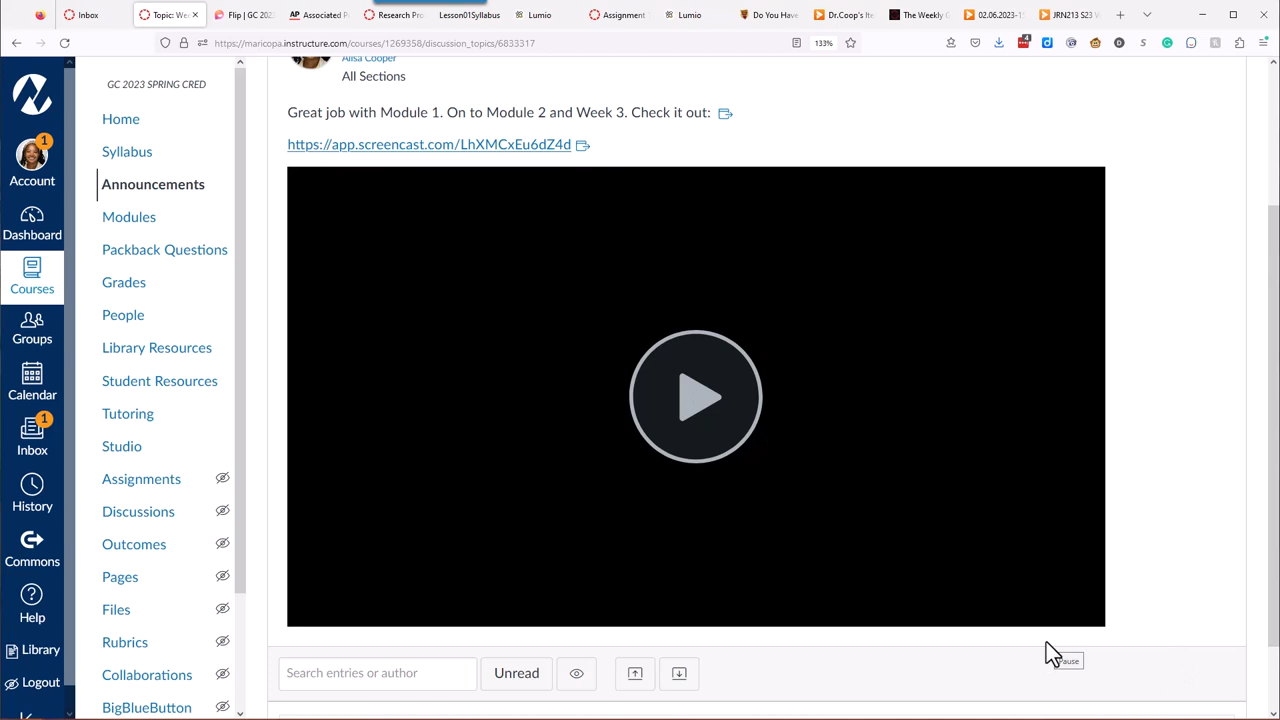 Inbox
Topic: We
Flip | GC 202
AP Associated P
Research Pro
Lesson01Syllabus
Lumio
Assignment
Lumio
Do You Have
Dr.Coop's Ite
The Weekly
02.06.2023-1
JRN213 S23
https://maricopa.instructure.com/courses/1269358/discussion_topics/6833317
133%
4
1
Account
Dashboard
Courses
Groups
Calendar
1
Inbox
History
Commons
Help
Library
Logout
GC 2023 SPRING CRED
Home
Syllabus
Announcements
Modules
Packback Questions
Grades
People
Library Resources
Student Resources
Tutoring
Studio
Assignments
Discussions
Outcomes
Pages
Files
Rubrics
Collaborations
BigBlueButton
Alisa Cooper
All Sections
Great job with Module 1. On to Module 2 and Week 3. Check it out:
https://app.screencast.com/LhXMCxEu6dZ4d
Search entries or author
Unread